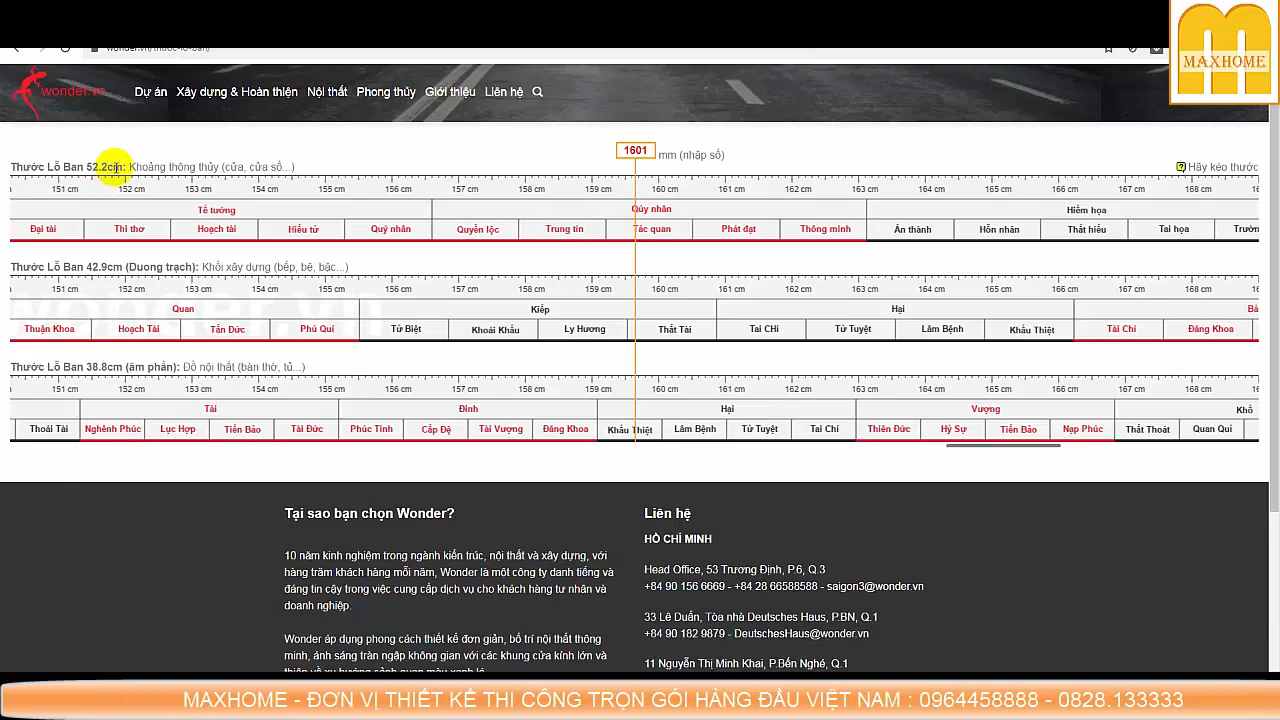 MAXHOME
wonder.vn/thuoc-lo-ban/
wonder.vn
Dự án Xây dựng & Hoàn thiện Nội thất Phong thủy Giới thiệu Liên hệ
1601 mm (nhập số)
Thước Lỗ Ban 52.2cm: Khoảng thông thủy (cửa, cửa sổ...)
Hãy kéo thước
151 cm 152 cm 153 cm 154 cm 155 cm 156 cm 157 cm 158 cm 159 cm 160 cm 161 cm 162 cm 163 cm 164 cm 165 cm 166 cm 167 cm 168 cm
Tể tướng Qúy nhân Hiểm họa
Đại tài Thi thơ Hoạch tài Hiếu tử Quý nhân Quyền lộc Trung tín Tác quan Phát đạt Thông minh Án thành Hỗn nhân Thất hiếu Tai họa Trườn
Thước Lỗ Ban 42.9cm (Duong trạch): Khối xây dựng (bếp, bệ, bậc...)
151 cm 152 cm 153 cm 154 cm 155 cm 156 cm 157 cm 158 cm 159 cm 160 cm 161 cm 162 cm 163 cm 164 cm 165 cm 166 cm 167 cm 168 cm
wonder.vn
Quan Kiếp Hại
Thuận Khoa Hoạch Tài Tấn Đức Phú Quí Tử Biệt Khoái Khẩu Ly Hương Thất Tài Tai CHí Tử Tuyệt Lâm Bệnh Khẩu Thiệt Tài Chí Đăng Khoa
Thước Lỗ Ban 38.8cm (âm phần): Đồ nội thất (bàn thờ, tủ...)
151 cm 152 cm 153 cm 154 cm 155 cm 156 cm 157 cm 158 cm 159 cm 160 cm 161 cm 162 cm 163 cm 164 cm 165 cm 166 cm 167 cm 168 cm
Tài Đinh Hại Vượng Khổ
Thoái Tài Nghênh Phúc Lục Hợp Tiến Bảo Tài Đức Phúc Tinh Cấp Đệ Tài Vượng Đăng Khoa Khẩu Thiệt Lâm Bệnh Tử Tuyệt Tai Chí Thiên Đức Hỷ Sự Tiến Bảo Nạp Phúc Thất Thoát Quan Quỉ
Tại sao bạn chọn Wonder?
10 năm kinh nghiệm trong ngành kiến trúc, nội thất và xây dựng, với
hàng trăm khách hàng mỗi năm, Wonder là một công ty danh tiếng và
đáng tin cậy trong việc cung cấp dịch vụ cho khách hàng tư nhân và
doanh nghiệp.
Wonder áp dụng phong cách thiết kế đơn giản, bố trí nội thất thông
minh, ánh sáng tràn ngập không gian với các khung cửa kính lớn và
Liên hệ
HỒ CHÍ MINH
Head Office, 53 Trương Định, P.6, Q.3
+84 90 156 6669 - +84 28 66588588 - saigon3@wonder.vn
33 Lê Duẩn, Tòa nhà Deutsches Haus, P.BN, Q.1
+84 90 182 9879 - DeutschesHaus@wonder.vn
11 Nguyễn Thị Minh Khai, P.Bến Nghé, Q.1
MAXHOME - ĐƠN VỊ THIẾT KẾ THI CÔNG TRỌN GÓI HÀNG ĐẦU VIỆT NAM : 0964458888 - 0828.133333